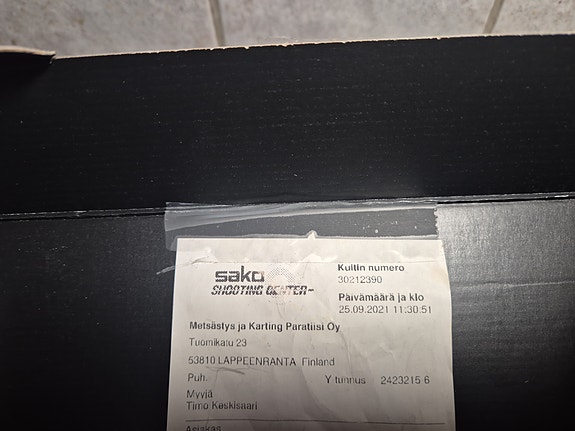 sako
SHOOTING CENTER
Kuitin numero
30212390
Päivämäärä ja klo
25.09.2021 11:30:51
Metsästys ja Karting Paratiisi Oy
Tuomikatu 23
53810 LAPPEENRANTA Finland
Puh. Y tunnus 2423215 6
Myyjä
Timo Keskisaari
Asiakas